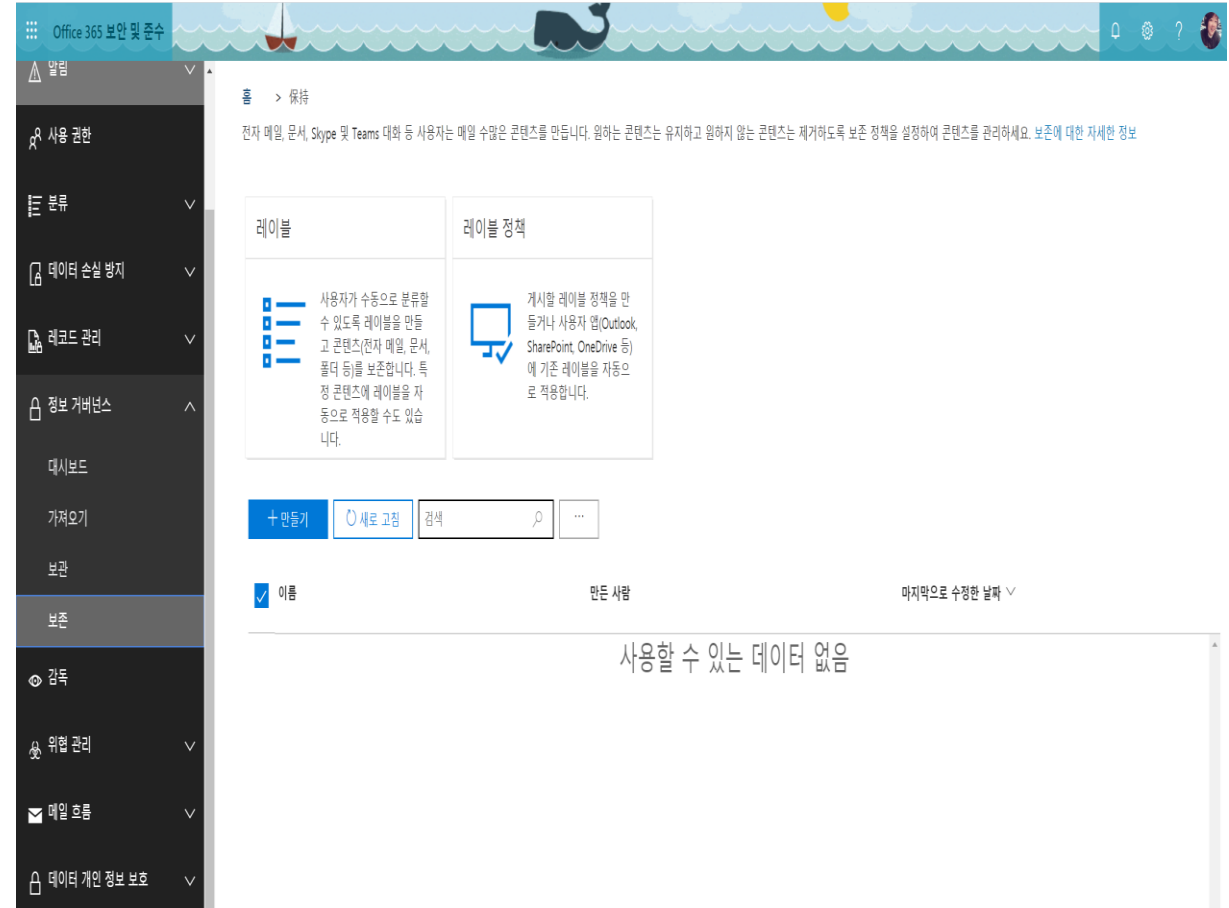 Office 365 보안 및 준수
?
알림
사용 권한
분류
데이터 손실 방지
레코드 관리
정보 거버넌스
대시보드
가져오기
보관
보존
감독
위협 관리
메일 흐름
데이터 개인 정보 보호
홈 > 保持
전자 메일, 문서, Skype 및 Teams 대화 등 사용자는 매일 수많은 콘텐츠를 만듭니다. 원하는 콘텐츠는 유지하고 원하지 않는 콘텐츠는 제거하도록 보존 정책을 설정하여 콘텐츠를 관리하세요. 보존에 대한 자세한 정보
레이블
사용자가 수동으로 분류할
수 있도록 레이블을 만들
고 콘텐츠(전자 메일, 문서,
폴더 등)를 보존합니다. 특
정 콘텐츠에 레이블을 자
동으로 적용할 수도 있습
니다.
레이블 정책
게시할 레이블 정책을 만
들거나 사용자 앱(Outlook,
SharePoint, OneDrive 등)
에 기존 레이블을 자동으
로 적용합니다.
+ 만들기
새로 고침
검색
...
이름
만든 사람
마지막으로 수정한 날짜
사용할 수 있는 데이터 없음